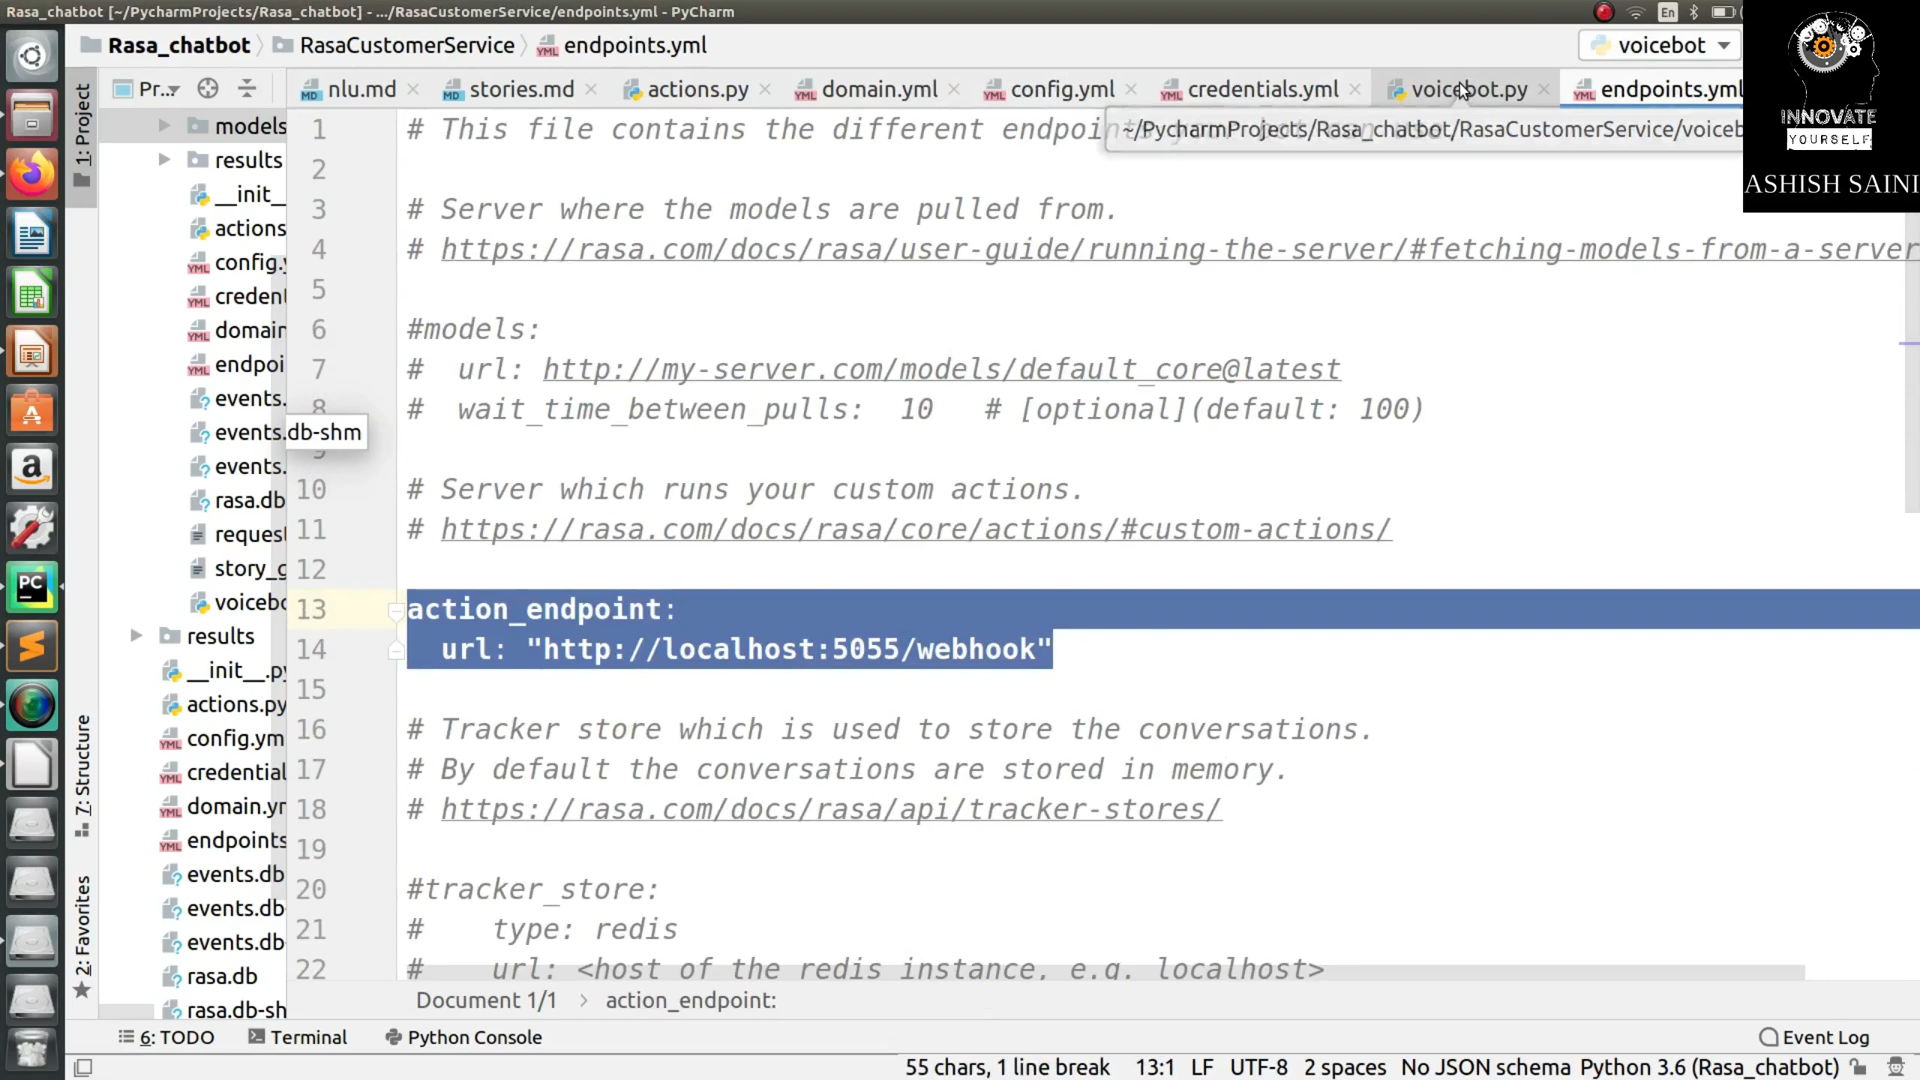 Rasa_chatbot [~/PycharmProjects/Rasa_chatbot] - .../RasaCustomerService/endpoints.yml - PyCharm
En
Rasa_chatbot
RasaCustomerService
endpoints.yml
voicebot
INNOVATE
YOURSELF
ASHISH SAINI
Pr...
nlu.md
stories.md
actions.py
domain.yml
config.yml
credentials.yml
voicebot.py
endpoints.yml
~/PycharmProjects/Rasa_chatbot/RasaCustomerService/voiceb
1: Project
7: Structure
2: Favorites
models
results
__init_
actions
config.y
credent
domain
endpoi
events.
events.db-shm
events.
rasa.db
request
story_g
voicebo
results
__init__.py
actions.py
config.ym
credential
domain.yr
endpoints
events.db
events.db-
events.db
rasa.db
rasa.db-sh
1 # This file contains the different endpoin
2
3 # Server where the models are pulled from.
4 # https://rasa.com/docs/rasa/user-guide/running-the-server/#fetching-models-from-a-server
5
6 #models:
7 #  url: http://my-server.com/models/default_core@latest
8 #  wait_time_between_pulls:  10   # [optional](default: 100)
9
10 # Server which runs your custom actions.
11 # https://rasa.com/docs/rasa/core/actions/#custom-actions/
12
13 action_endpoint:
14   url: "http://localhost:5055/webhook"
15
16 # Tracker store which is used to store the conversations.
17 # By default the conversations are stored in memory.
18 # https://rasa.com/docs/rasa/api/tracker-stores/
19
20 #tracker_store:
21 #    type: redis
22 #    url: <host of the redis instance, e.g. localhost>
Document 1/1 > action_endpoint:
6: TODO
Terminal
Python Console
Event Log
55 chars, 1 line break 13:1 LF UTF-8 2 spaces No JSON schema Python 3.6 (Rasa_chatbot)